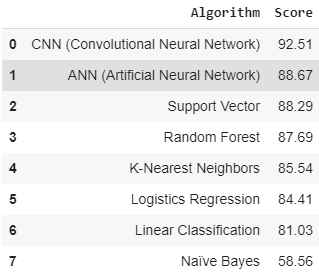 Algorithm Score
0 CNN (Convolutional Neural Network) 92.51
1 ANN (Artificial Neural Network) 88.67
2 Support Vector 88.29
3 Random Forest 87.69
4 K-Nearest Neighbors 85.54
5 Logistics Regression 84.41
6 Linear Classification 81.03
7 Naïve Bayes 58.56